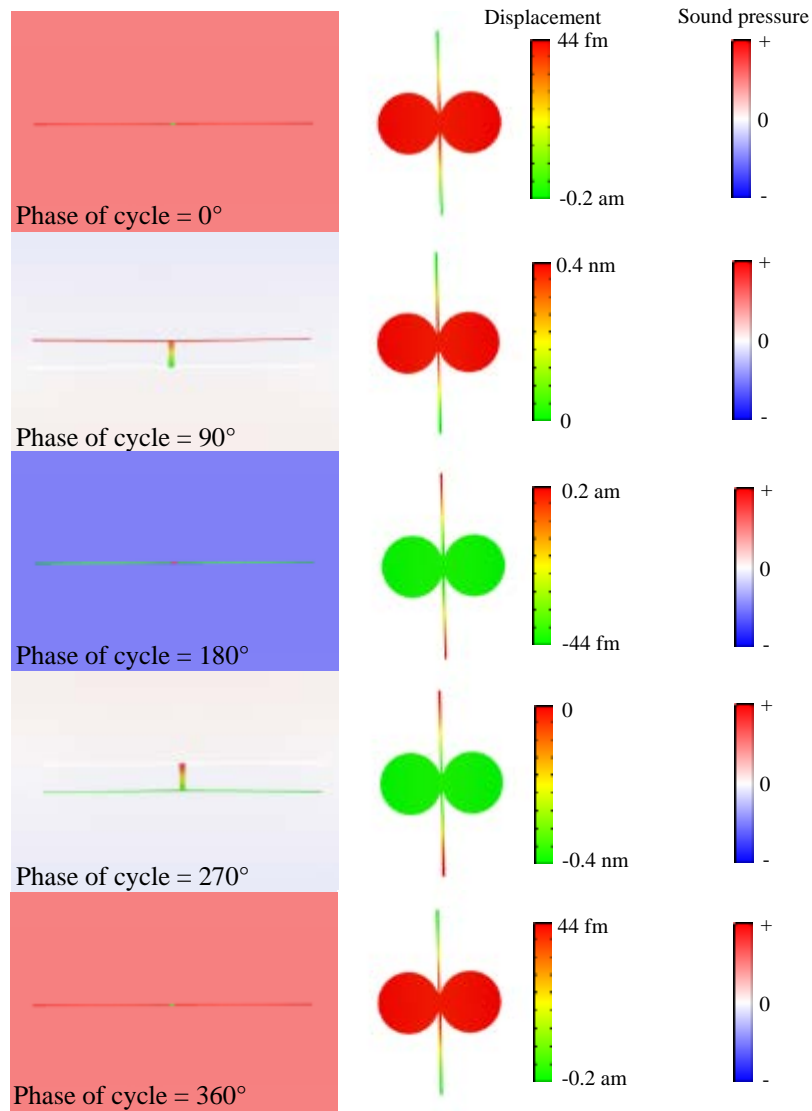 Displacement Sound pressure
44 fm +
0
-0.2 am -
Phase of cycle = 0°
0.4 nm +
0
0 -
Phase of cycle = 90°
0.2 am +
0
-44 fm -
Phase of cycle = 180°
0 +
0
-0.4 nm -
Phase of cycle = 270°
44 fm +
0
-0.2 am -
Phase of cycle = 360°